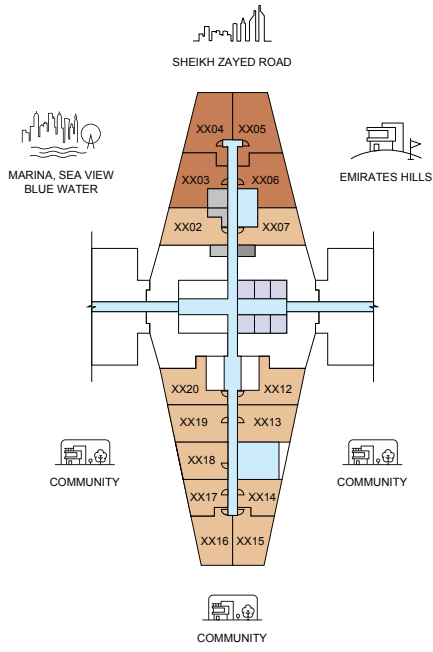 SHEIKH ZAYED ROAD
MARINA, SEA VIEW
BLUE WATER
EMIRATES HILLS
XX04
XX05
XX03
XX06
XX02
XX07
XX20
XX12
XX19
XX13
XX18
XX17
XX14
XX16
XX15
COMMUNITY
COMMUNITY
COMMUNITY